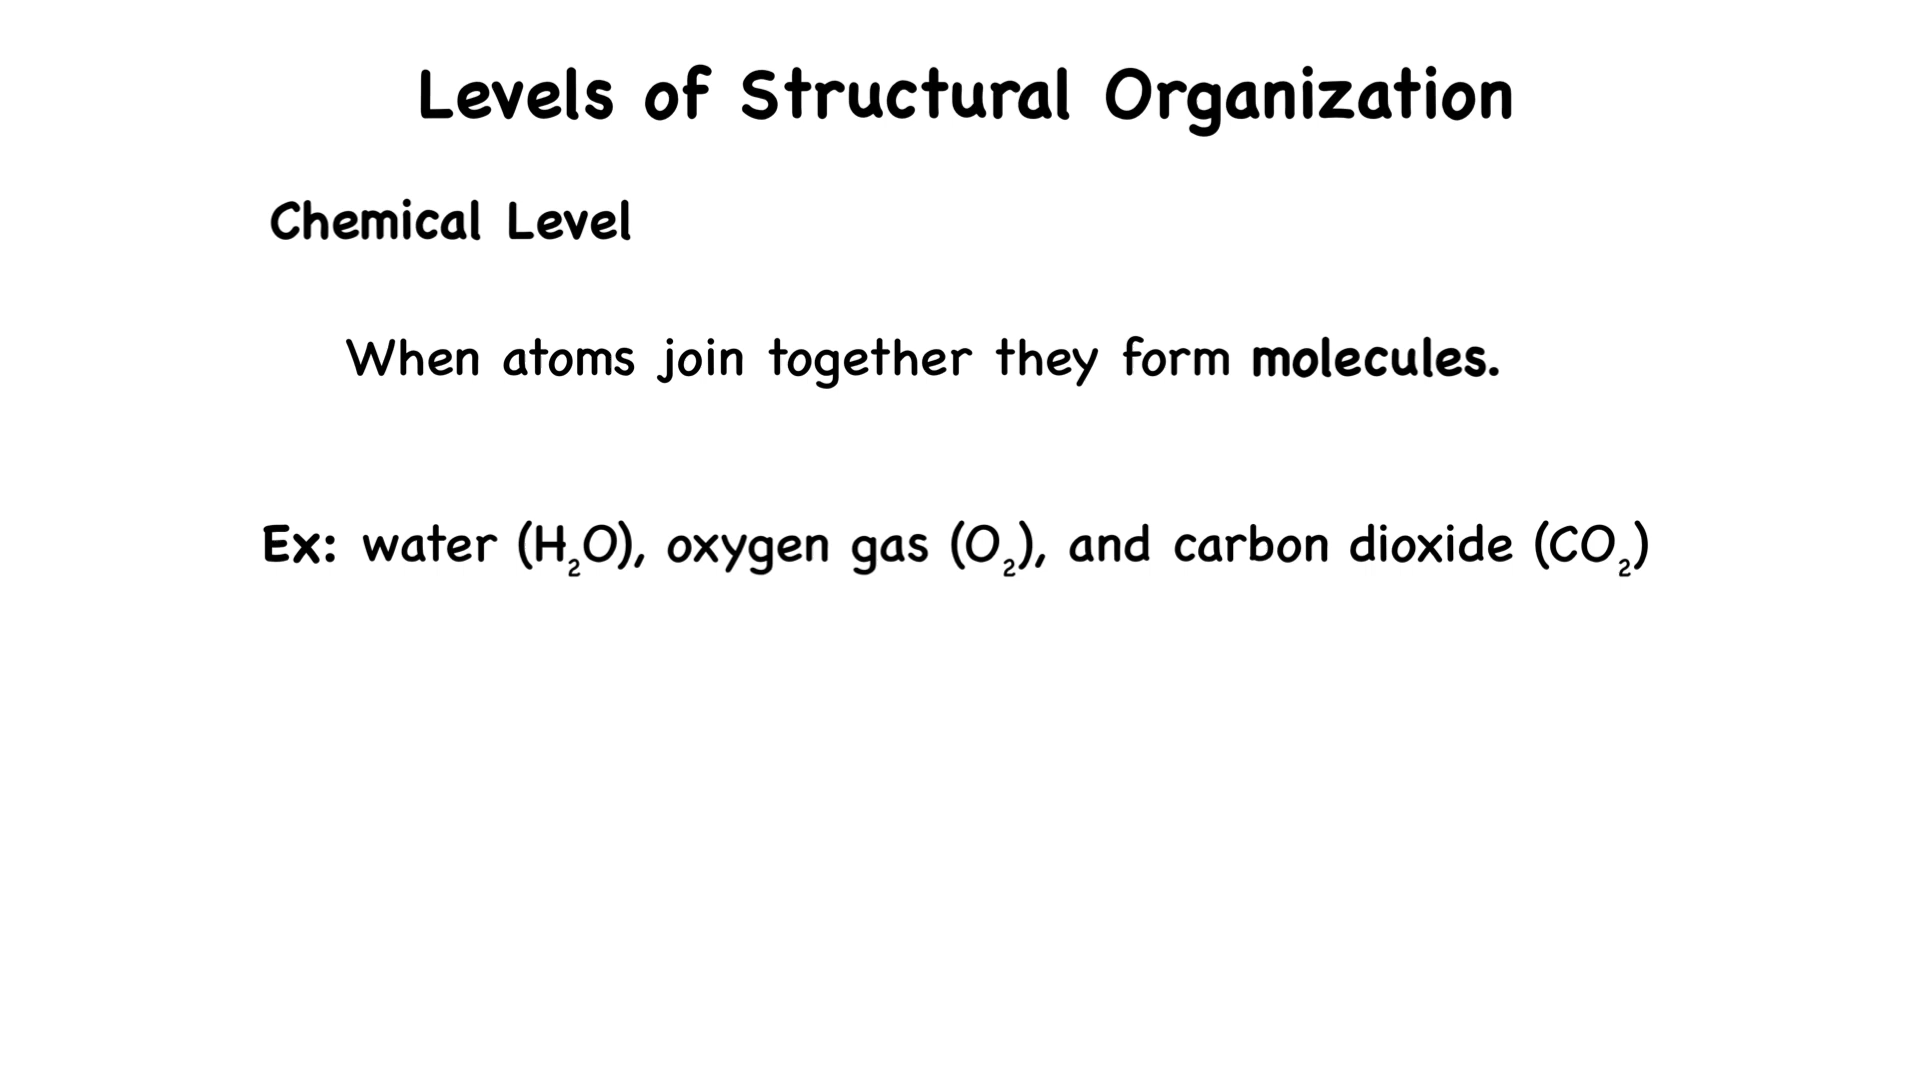 Levels of Structural Organization
Chemical Level
When atoms join together they form molecules.
Ex: water (H₂O), oxygen gas (O₂), and carbon dioxide (CO₂)